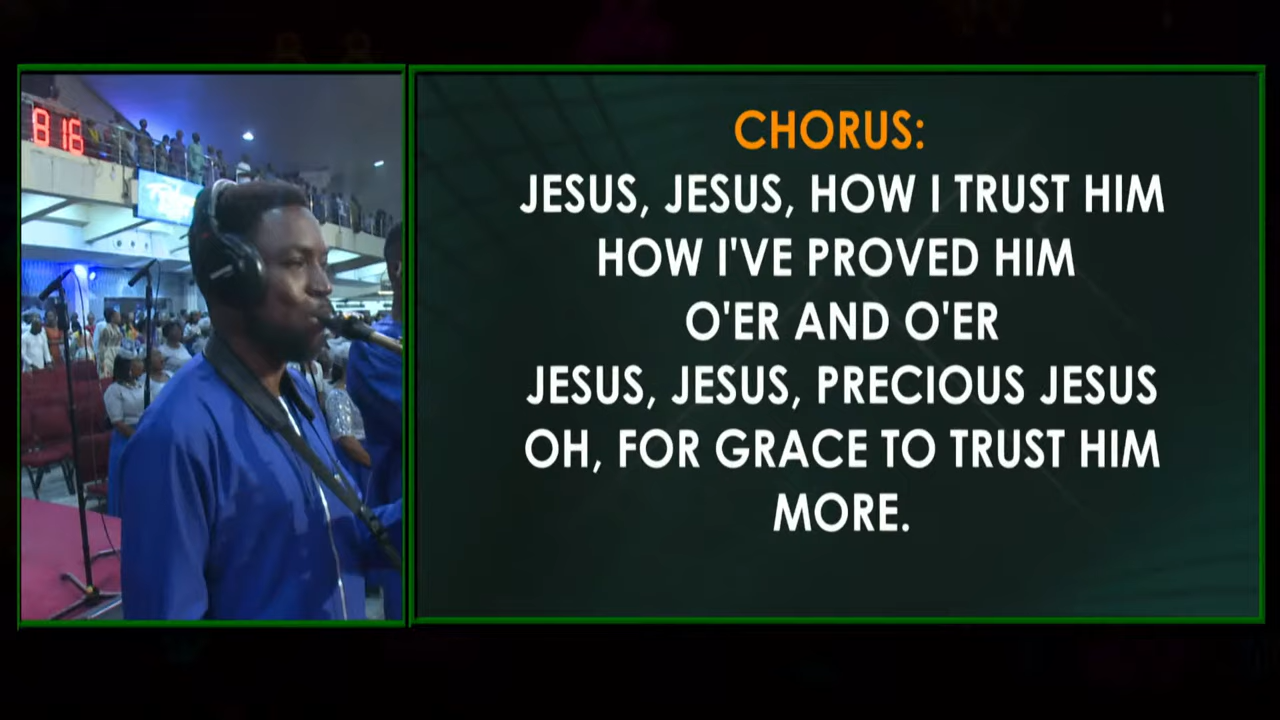 8 16
CHORUS:
JESUS, JESUS, HOW I TRUST HIM
HOW I'VE PROVED HIM
O'ER AND O'ER
JESUS, JESUS, PRECIOUS JESUS
OH, FOR GRACE TO TRUST HIM
MORE.